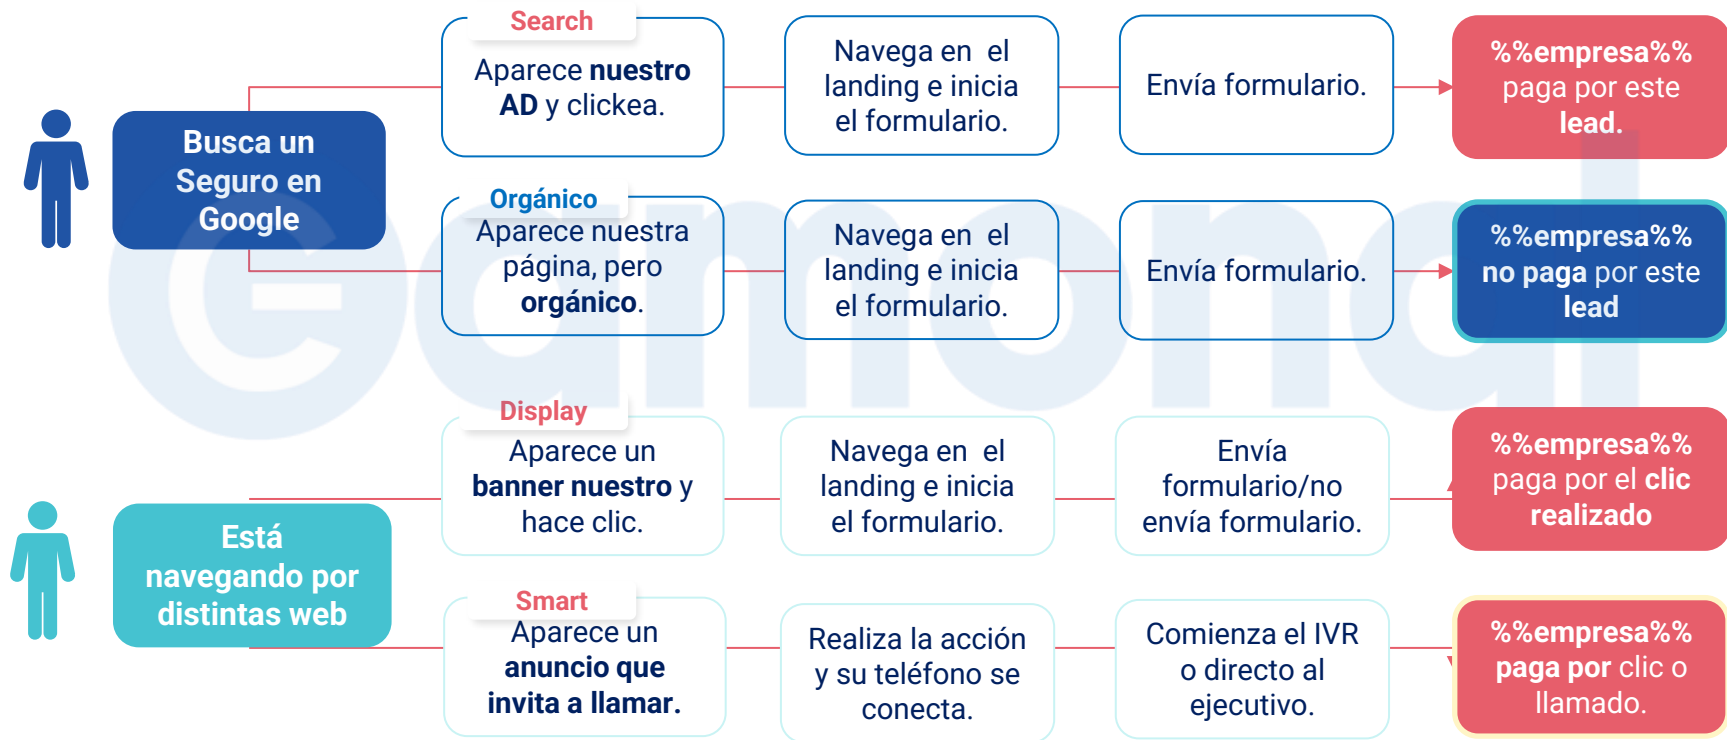 Search
Aparece nuestro
AD y clickea.
Navega en el
landing e inicia
el formulario.
Envía formulario.
%%empresa%%
paga por este
lead.
Busca un
Seguro en
Google
Orgánico
Aparece nuestra
página, pero
orgánico.
Navega en el
landing e inicia
el formulario.
Envía formulario.
%%empresa%%
no paga por este
lead
Display
Aparece un
banner nuestro y
hace clic.
Navega en el
landing e inicia
el formulario.
Envía
formulario/no
envía formulario.
%%empresa%%
paga por el clic
realizado
Está
navegando por
distintas web
Smart
Aparece un
anuncio que
invita a llamar.
Realiza la acción
y su teléfono se
conecta.
Comienza el IVR
o directo al
ejecutivo.
%%empresa%%
paga por clic o
llamado.